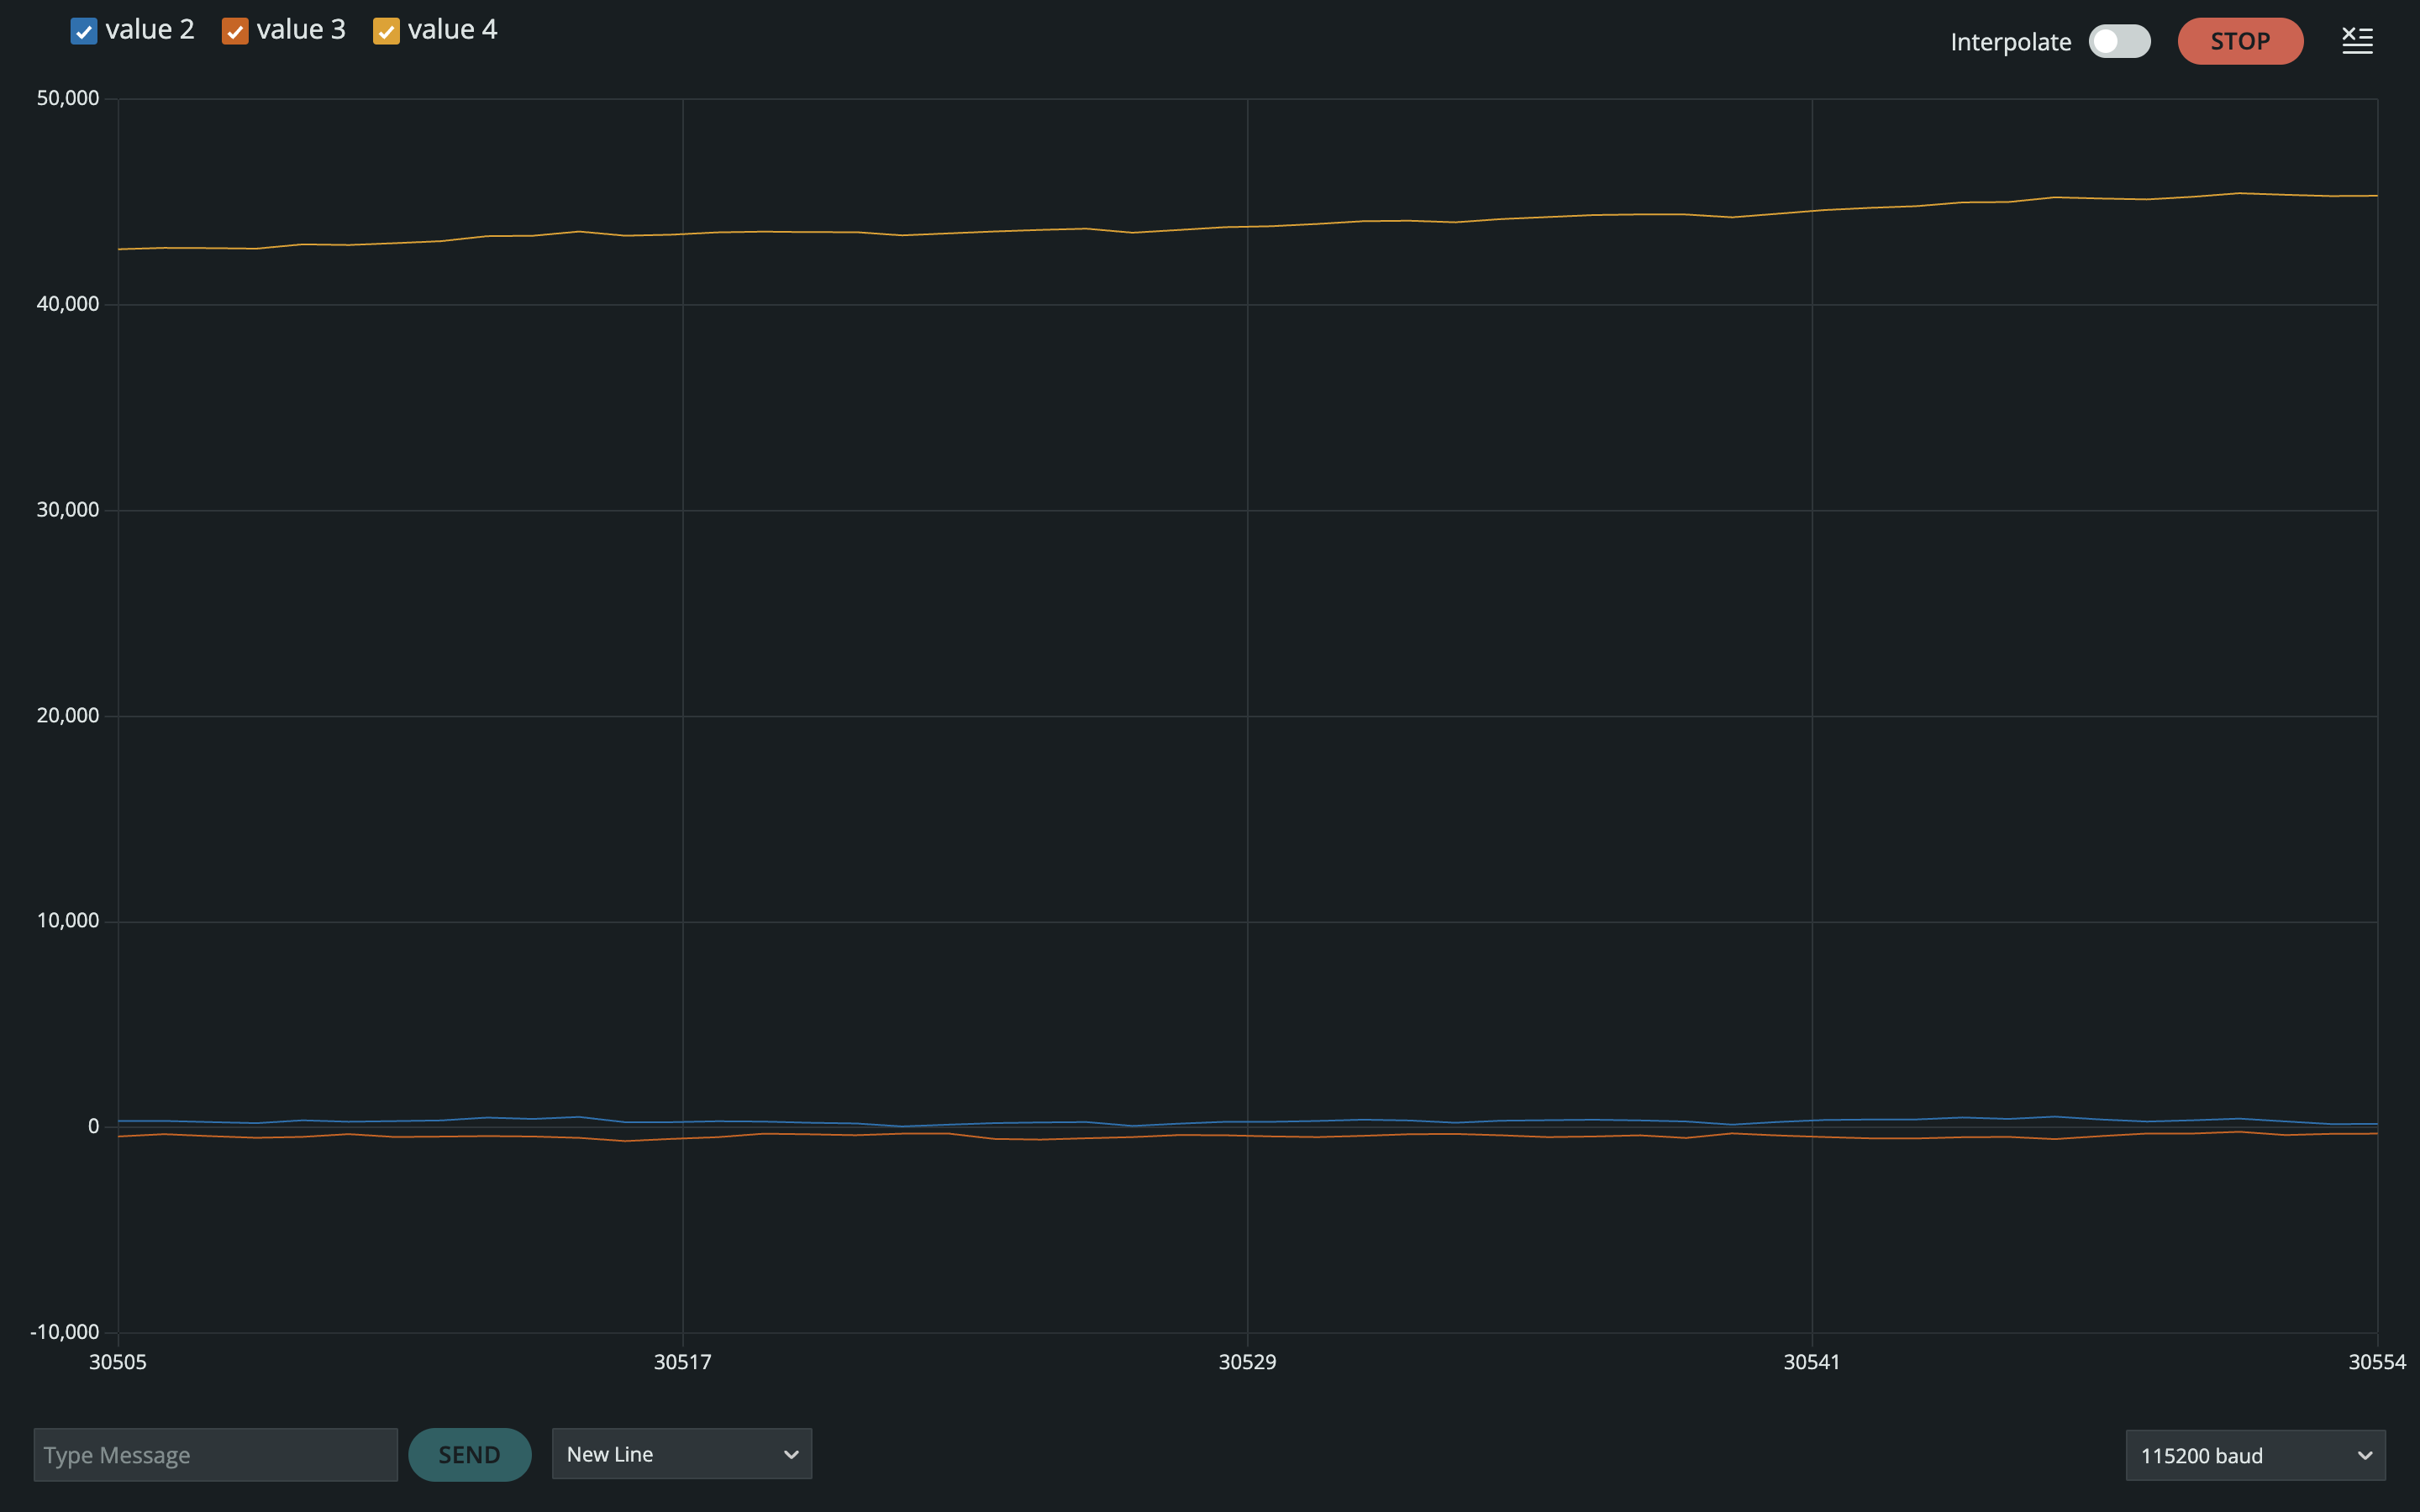 value 2 value 3 value 4
Interpolate STOP
50,000
40,000
30,000
20,000
10,000
0
-10,000
30505 30517 30529 30541 30554
Type Message SEND New Line 115200 baud